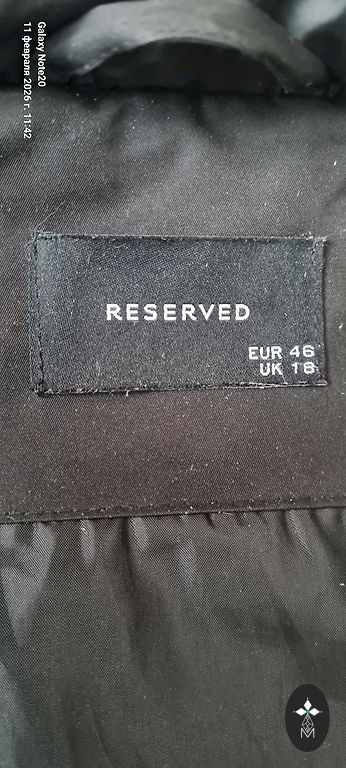 Galaxy Note20
11 февраля 2026 г. 11:42
RESERVED
EUR 46
UK 18
M